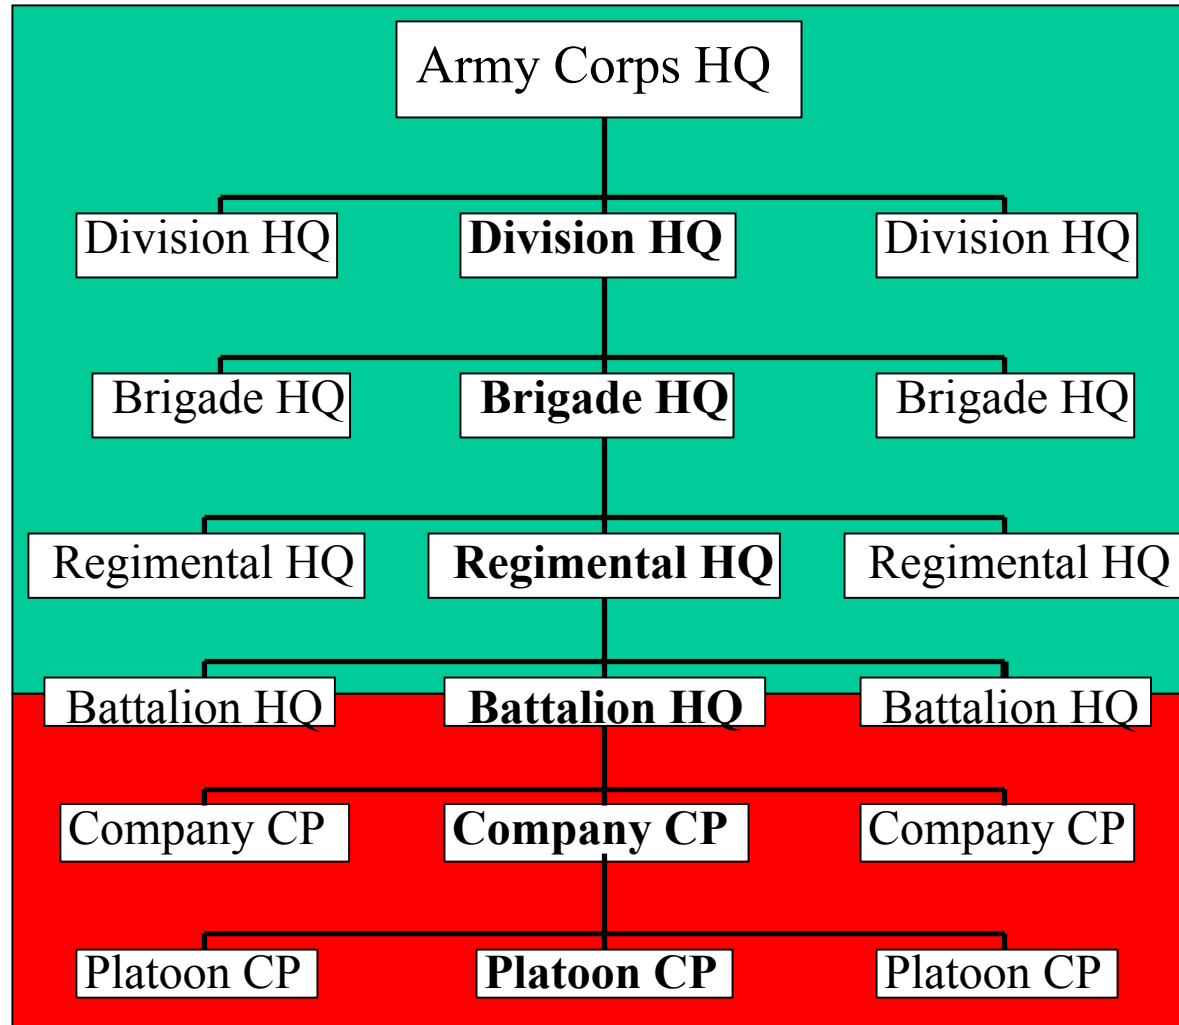 Army Corps HQ
Division HQ
Division HQ
Division HQ
Brigade HQ
Brigade HQ
Brigade HQ
Regimental HQ
Regimental HQ
Regimental HQ
Battalion HQ
Battalion HQ
Battalion HQ
Company CP
Company CP
Company CP
Platoon CP
Platoon CP
Platoon CP